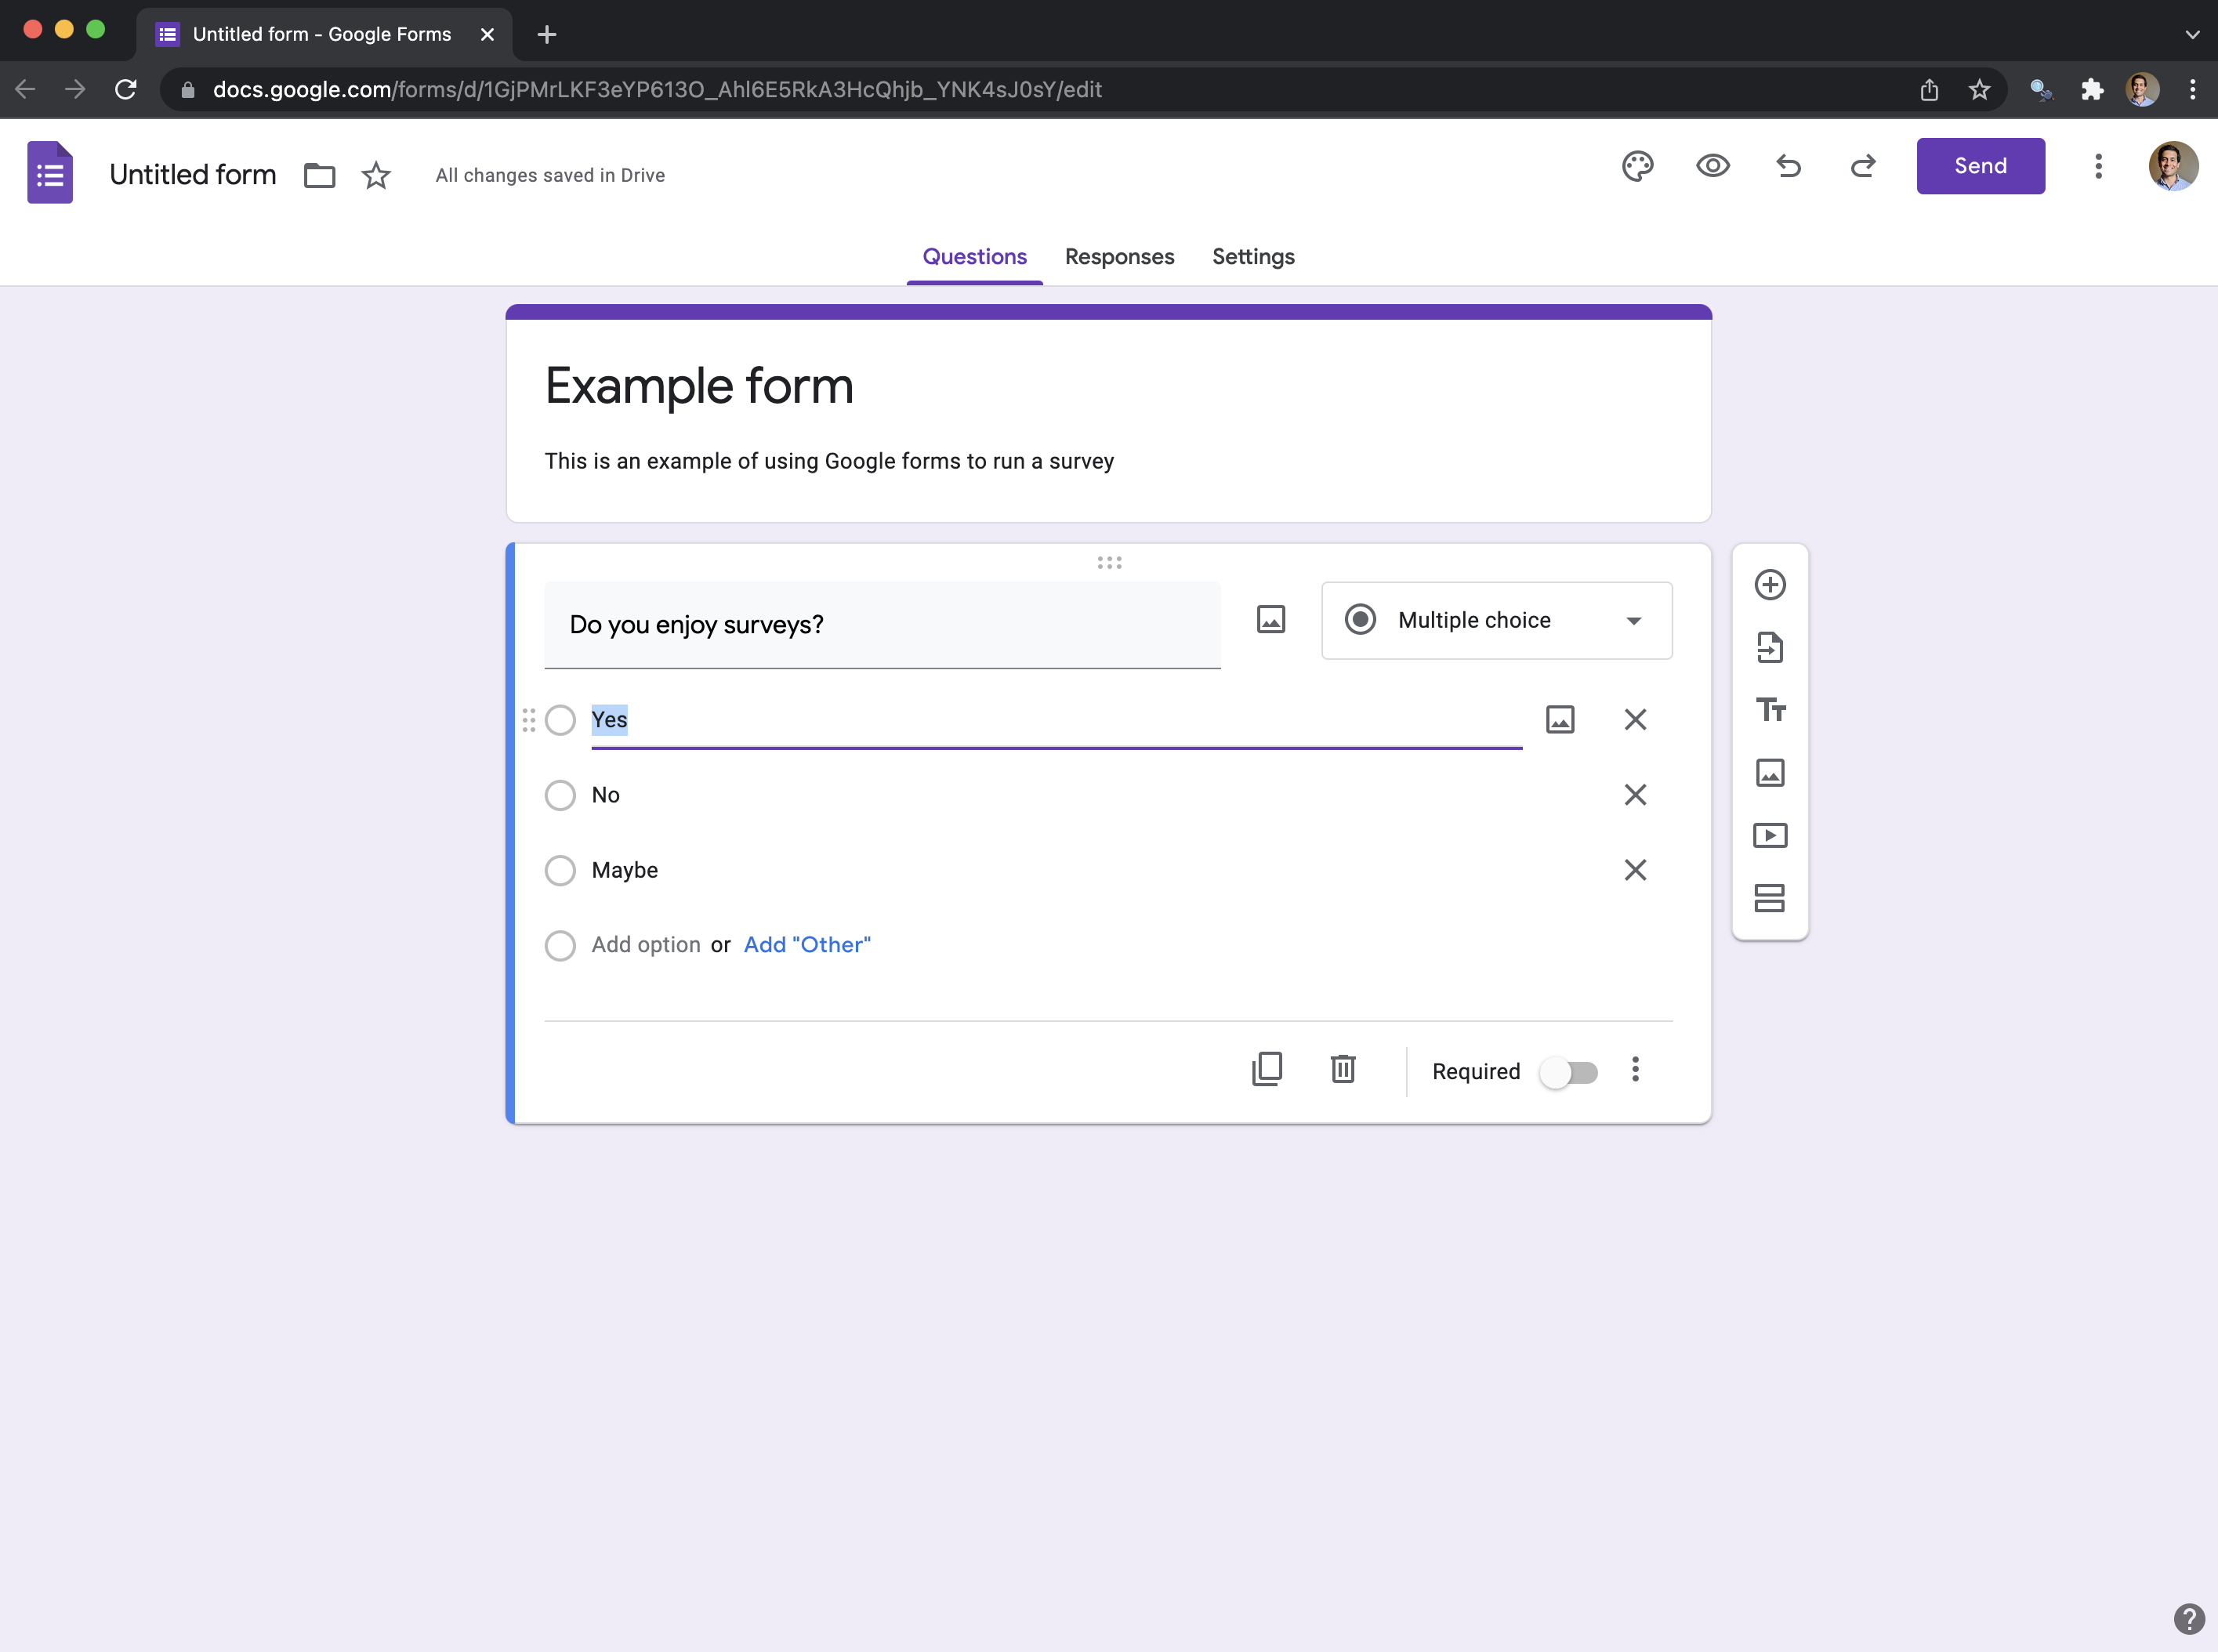 Untitled form - Google Forms
docs.google.com/forms/d/1GjPMrLKF3eYP613O_Ahl6E5RkA3HcQhjb_YNK4sJ0sY/edit
Untitled form
All changes saved in Drive
Send
Questions Responses Settings
Example form
This is an example of using Google forms to run a survey
Do you enjoy surveys?
Multiple choice
Yes
No
Maybe
Add option or Add "Other"
Required